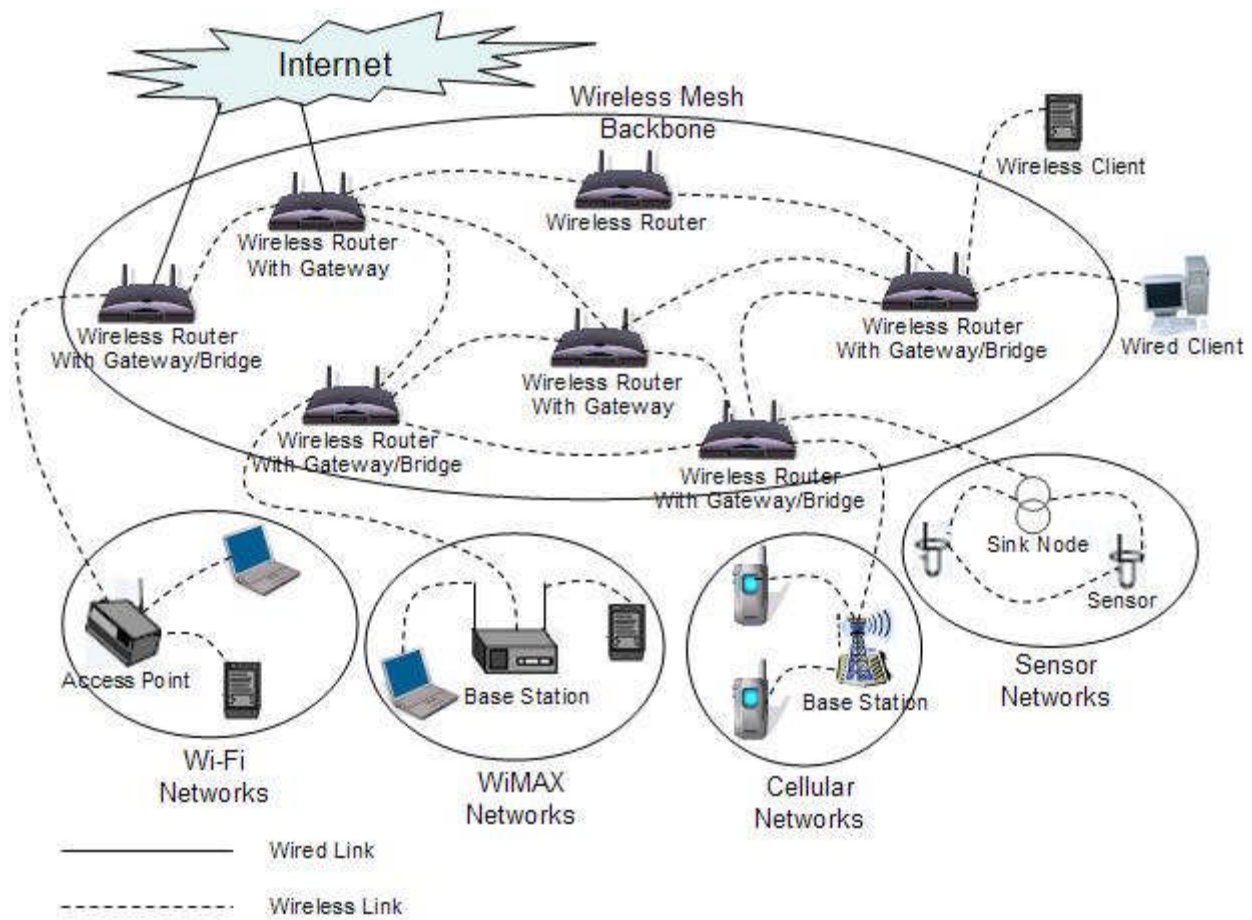 Internet
Wireless Mesh
Backbone
Wireless Client
Wireless Router
Wireless Router
With Gateway
Wireless Router
With Gateway/Bridge
Wireless Router
With Gateway/Bridge
Wired Client
Wireless Router
With Gateway
Wireless Router
With Gateway/Bridge
Wireless Router
With Gateway/Bridge
Sink Node
Sensor
Access Point
Base Station
Base Station
Sensor
Networks
Wi-Fi
Networks
WiMAX
Networks
Cellular
Networks
Wired Link
Wireless Link